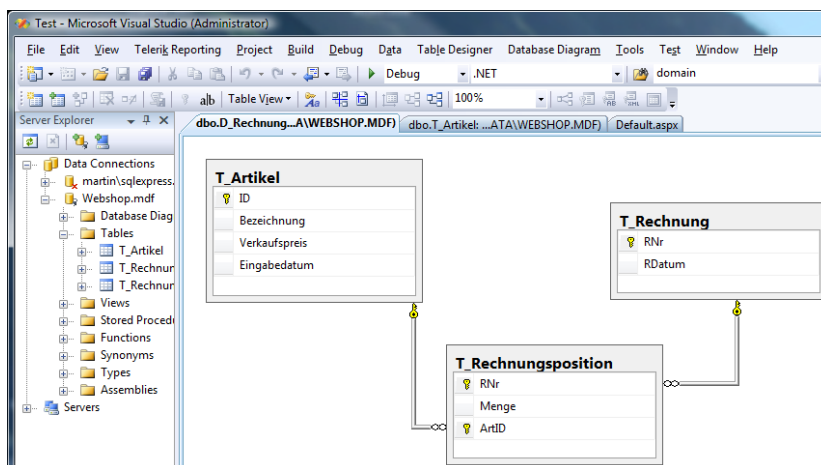 Test - Microsoft Visual Studio (Administrator)
File Edit View Telerik Reporting Project Build Debug Data Table Designer Database Diagram Tools Test Window Help
Debug .NET domain
ab| Table View 100%
Server Explorer
dbo.D_Rechnung...A\WEBSHOP.MDF) dbo.T_Artikel: ...ATA\WEBSHOP.MDF) Default.aspx
Data Connections
martin\sqlexpress.
Webshop.mdf
Database Diag
Tables
T_Artikel
T_Rechnur
T_Rechnur
Views
Stored Procedu
Functions
Synonyms
Types
Assemblies
Servers
T_Artikel
ID
Bezeichnung
Verkaufspreis
Eingabedatum
T_Rechnung
RNr
RDatum
T_Rechnungsposition
RNr
Menge
ArtID